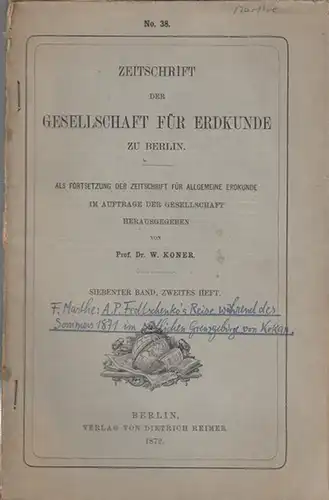 Marthe
No. 38.
ZEITSCHRIFT
DER
GESELLSCHAFT FÜR ERDKUNDE
ZU BERLIN.
ALS FORTSETZUNG DER ZEITSCHRIFT FÜR ALLGEMEINE ERDKUNDE
IM AUFTRAGE DER GESELLSCHAFT
HERAUSGEGEBEN
VON
Prof. Dr. W. KONER.
SIEBENTER BAND, ZWEITES HEFT.
F. Marthe: A.P. Fedtschenko's Reise während des
Sommers 1871 im Grenzgebirge von Kokan.
BERLIN,
VERLAG VON DIETRICH REIMER.
1872.